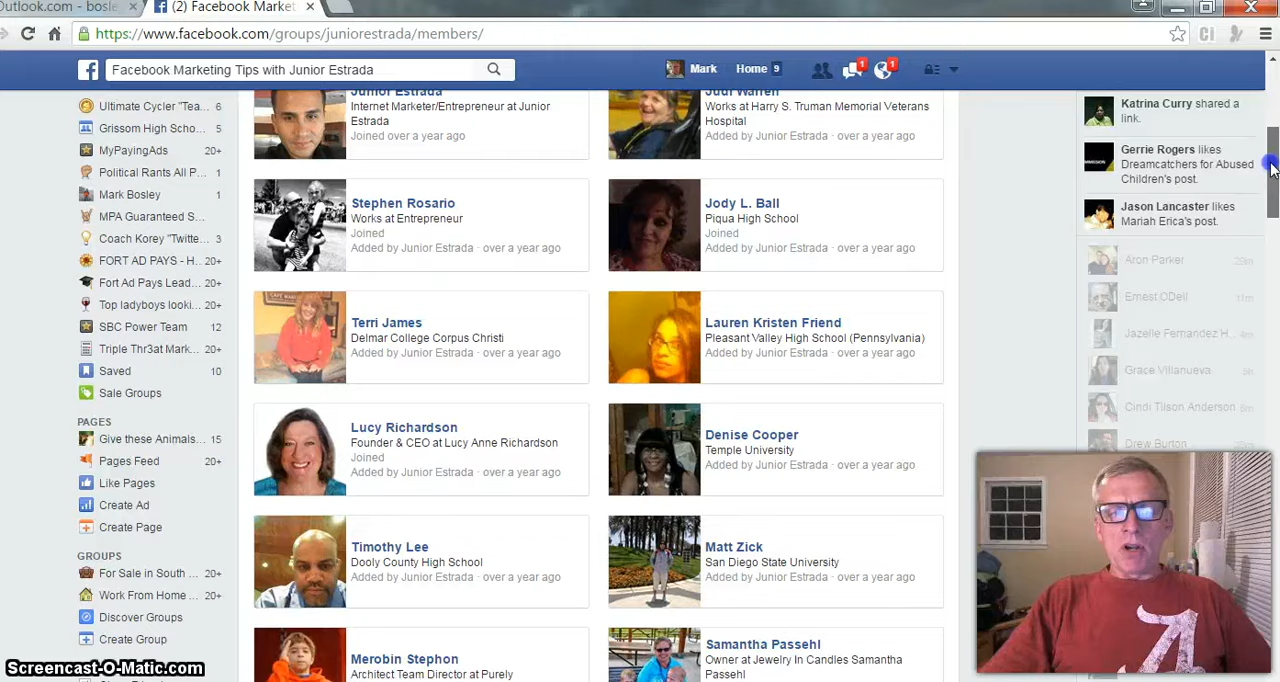 Outlook.com - bosle
(2) Facebook Market
https://www.facebook.com/groups/juniorestrada/members/
Facebook Marketing Tips with Junior Estrada
Mark
Home 9
1
1
Ultimate Cycler "Tea... 6
Grissom High Scho... 5
MyPayingAds 20+
Political Rants All P... 1
Mark Bosley 1
MPA Guaranteed S...
Coach Korey "Twitte... 3
FORT AD PAYS - H... 20+
Fort Ad Pays Lead... 20+
Top ladyboys looki... 20+
SBC Power Team 12
Triple Thr3at Mark... 20+
Saved 10
Sale Groups
PAGES
Give these Animals... 15
Pages Feed 20+
Like Pages
Create Ad
Create Page
GROUPS
For Sale in South ... 20+
Work From Home ... 20+
Discover Groups
Create Group
Junior Estrada
Internet Marketer/Entrepreneur at Junior
Estrada
Joined over a year ago
Judi Warren
Works at Harry S. Truman Memorial Veterans
Hospital
Added by Junior Estrada · over a year ago
Stephen Rosario
Works at Entrepreneur
Joined
Added by Junior Estrada · over a year ago
Jody L. Ball
Piqua High School
Joined
Added by Junior Estrada · over a year ago
Terri James
Delmar College Corpus Christi
Added by Junior Estrada · over a year ago
Lauren Kristen Friend
Pleasant Valley High School (Pennsylvania)
Added by Junior Estrada · over a year ago
Lucy Richardson
Founder & CEO at Lucy Anne Richardson
Joined
Added by Junior Estrada · over a year ago
Denise Cooper
Temple University
Added by Junior Estrada · over a year ago
Timothy Lee
Dooly County High School
Added by Junior Estrada · over a year ago
Matt Zick
San Diego State University
Added by Junior Estrada · over a year ago
Merobin Stephon
Architect Team Director at Purely
Samantha Passehl
Owner at Jewelry In Candles Samantha
Passehl
Katrina Curry shared a
link.
Gerrie Rogers likes
Dreamcatchers for Abused
Children's post.
Jason Lancaster likes
Mariah Erica's post.
Aron Parker
Ernest ODell 11m
Jazelle Fernandez H... 4m
Grace Villanueva 5h
Cindi Tilson Anderson
Drew Burton
Screencast-O-Matic.com